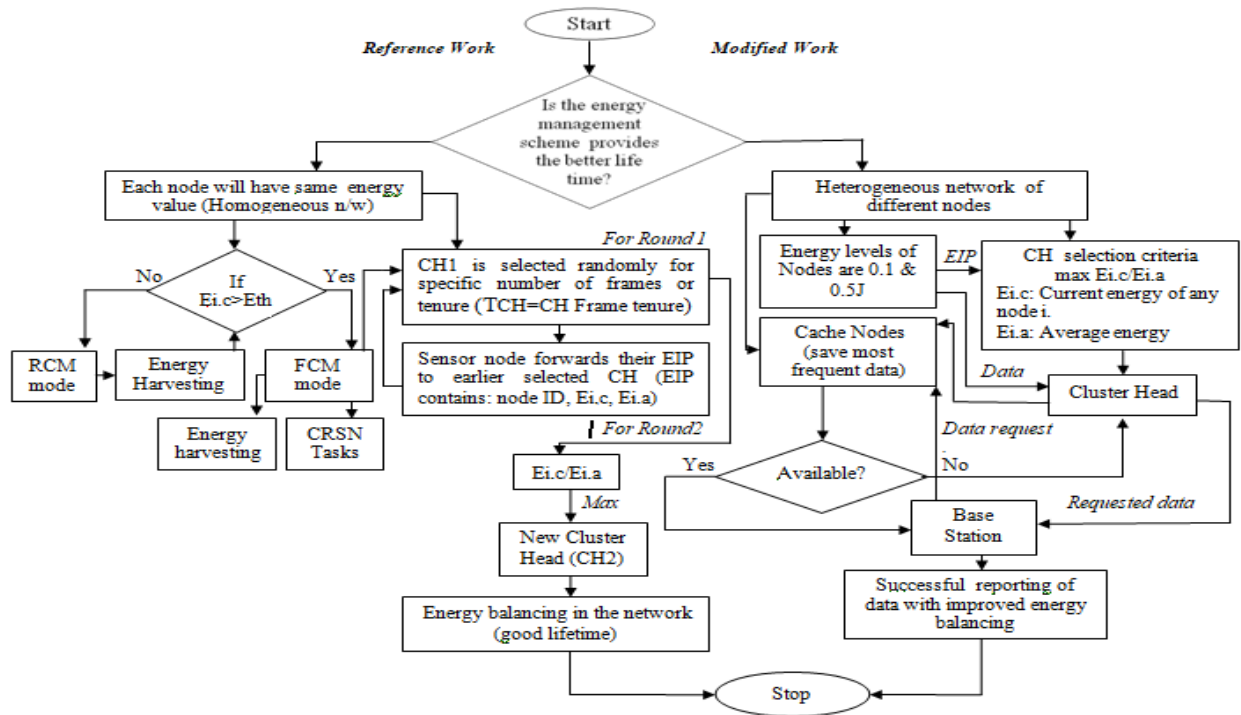 Start
Reference Work
Modified Work
Is the energy
management
scheme provides
the better life
time?
Each node will have same energy
value (Homogeneous n/w)
Heterogeneous network of
different nodes
For Round 1
No
If
Ei.c>Eth
Yes
CH1 is selected randomly for
specific number of frames or
tenure (TCH=CH Frame tenure)
Energy levels of
Nodes are 0.1 &
0.5J
EIP
CH selection criteria
max Ei.c/Ei.a
Ei.c: Current energy of any
node i.
Ei.a: Average energy
RCM
mode
Energy
Harvesting
FCM
mode
Sensor node forwards their EIP
to earlier selected CH (EIP
contains: node ID, Ei.c, Ei.a)
Cache Nodes
(save most
frequent data)
Data
Cluster Head
Energy
harvesting
CRSN
Tasks
For Round2
Data request
Ei.c/Ei.a
Yes
Available?
No
Max
Requested data
New Cluster
Head (CH2)
Base
Station
Energy balancing in the network
(good lifetime)
Successful reporting of
data with improved energy
balancing
Stop